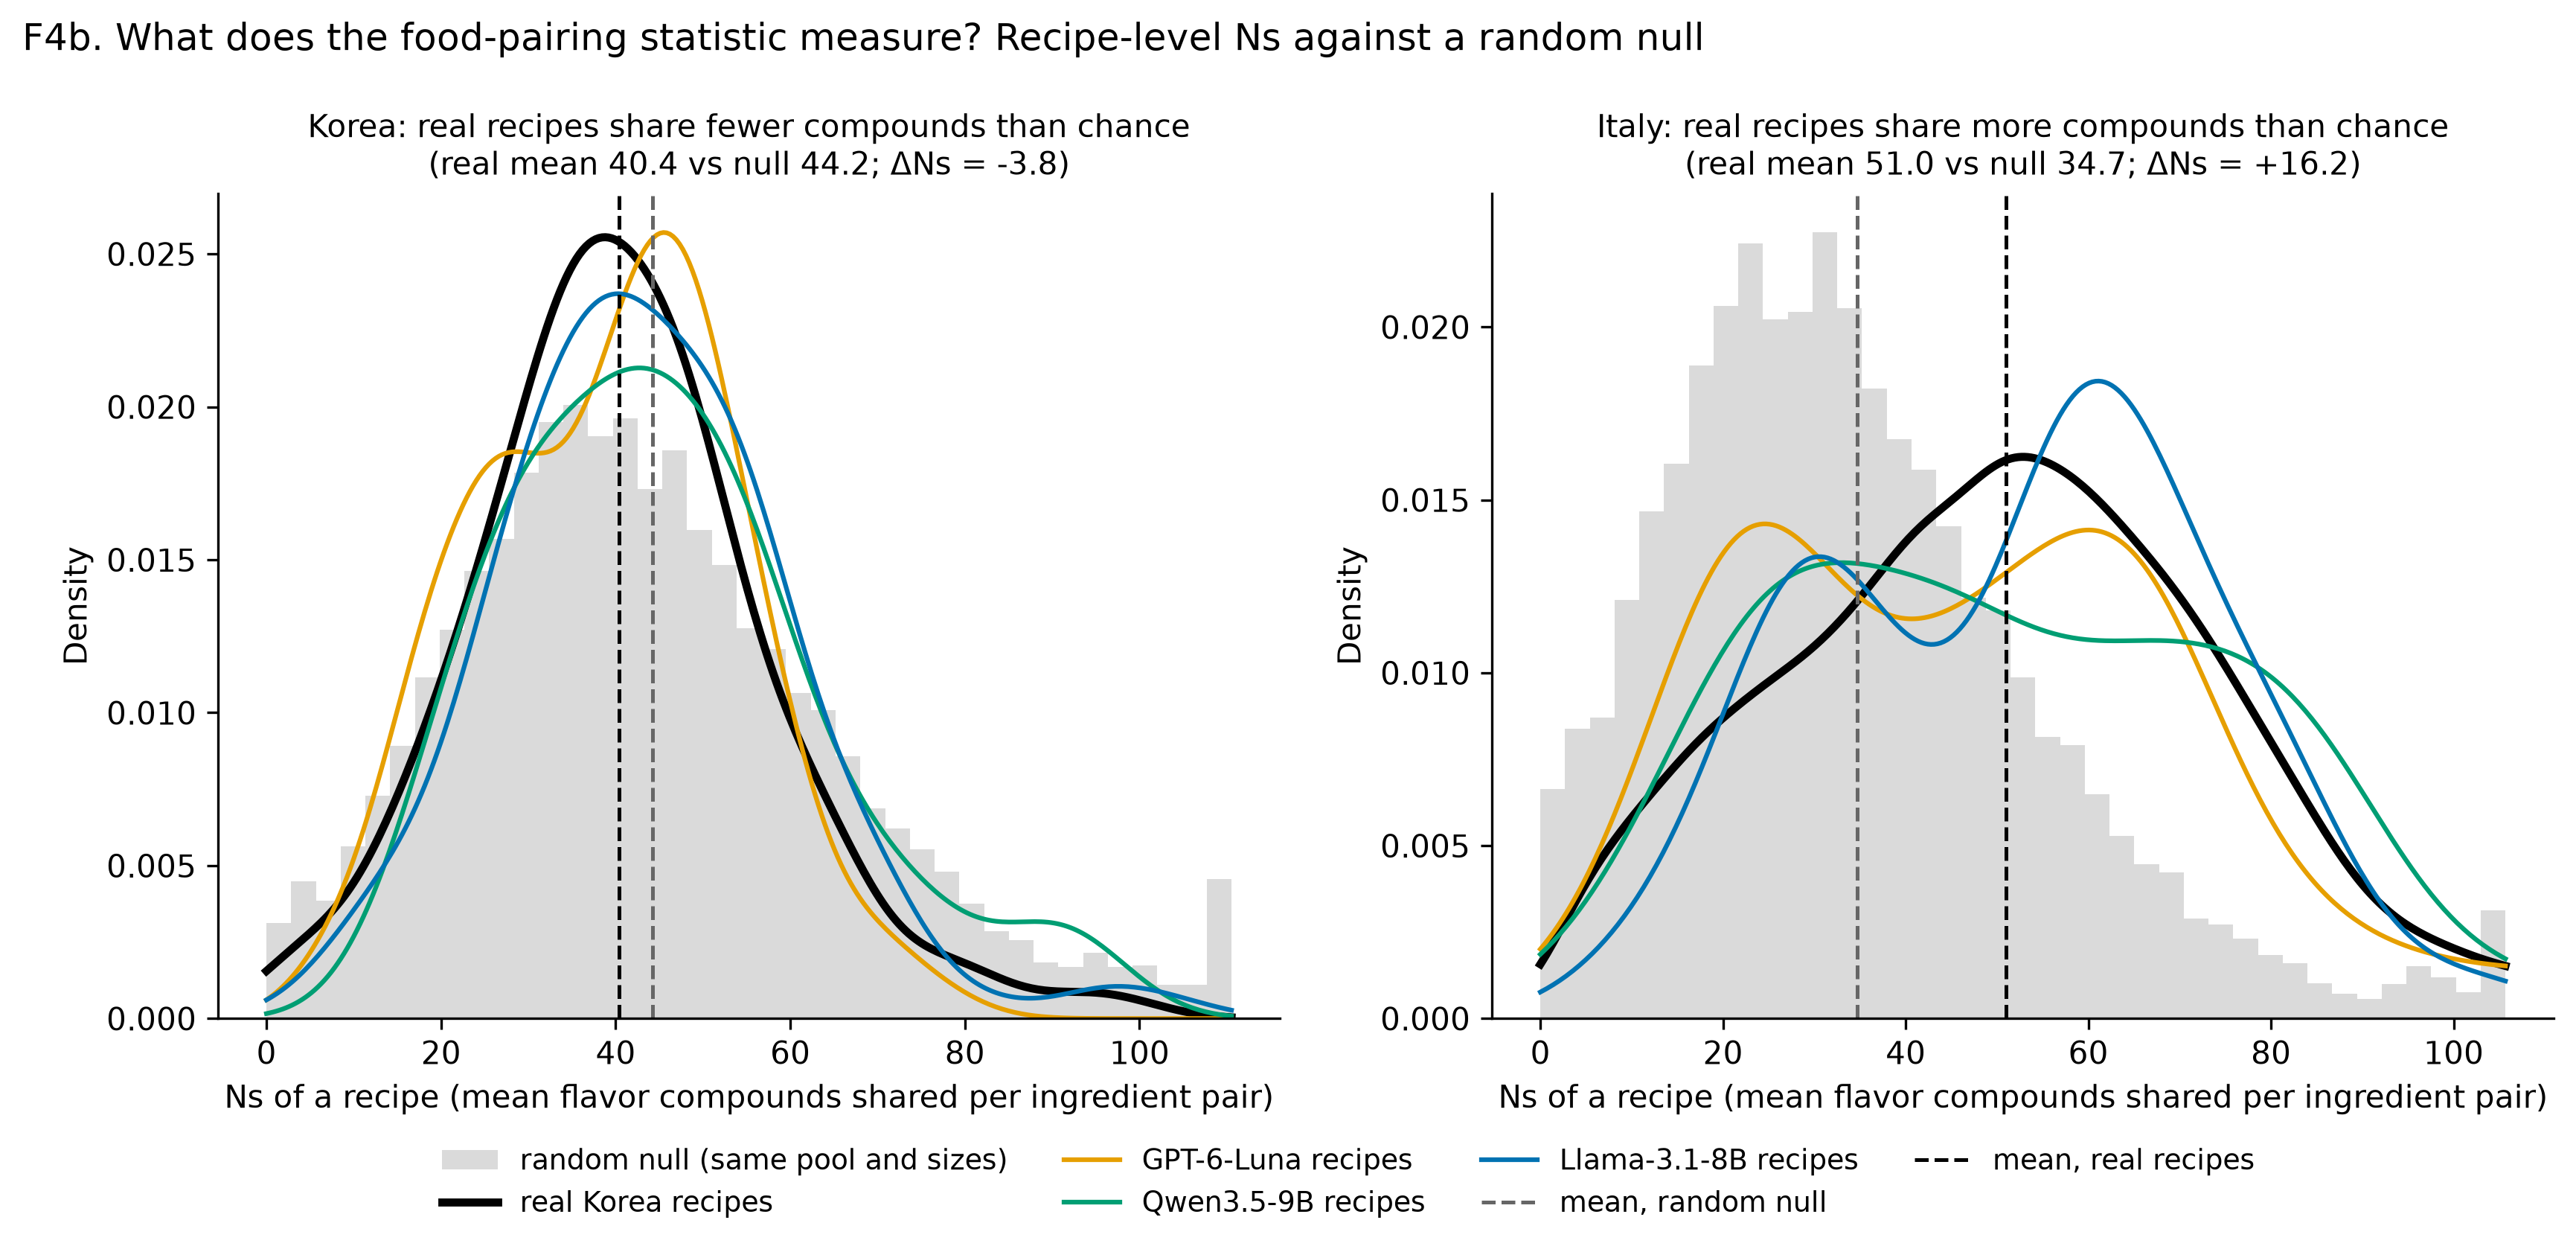 F4b. What does the food-pairing statistic measure? Recipe-level Ns against a random null
Korea: real recipes share fewer compounds than chance
(real mean 40.4 vs null 44.2; ΔNs = -3.8)
Density
0.025
0.020
0.015
0.010
0.005
0.000
0 20 40 60 80 100
Ns of a recipe (mean flavor compounds shared per ingredient pair)
Italy: real recipes share more compounds than chance
(real mean 51.0 vs null 34.7; ΔNs = +16.2)
Density
0.020
0.015
0.010
0.005
0.000
0 20 40 60 80 100
Ns of a recipe (mean flavor compounds shared per ingredient pair)
random null (same pool and sizes)
real Korea recipes
GPT-6-Luna recipes
Qwen3.5-9B recipes
Llama-3.1-8B recipes
mean, random null
mean, real recipes